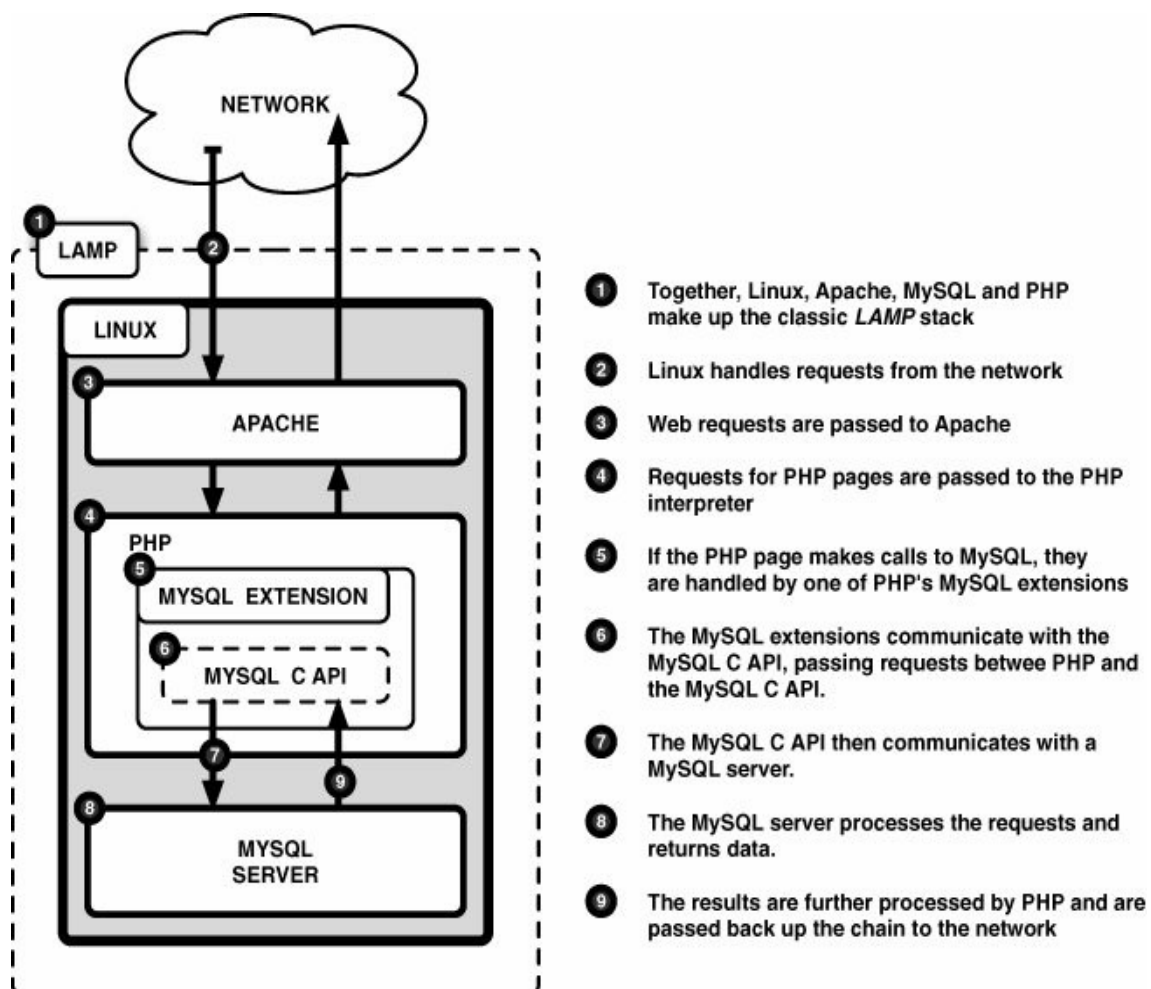 NETWORK
1
LAMP
2
LINUX
3
APACHE
4
PHP
5
MYSQL EXTENSION
6
MYSQL C API
7
9
8
MYSQL
SERVER
1 Together, Linux, Apache, MySQL and PHP
make up the classic LAMP stack
2 Linux handles requests from the network
3 Web requests are passed to Apache
4 Requests for PHP pages are passed to the PHP
interpreter
5 If the PHP page makes calls to MySQL, they
are handled by one of PHP's MySQL extensions
6 The MySQL extensions communicate with the
MySQL C API, passing requests betwee PHP and
the MySQL C API.
7 The MySQL C API then communicates with a
MySQL server.
8 The MySQL server processes the requests and
returns data.
9 The results are further processed by PHP and are
passed back up the chain to the network